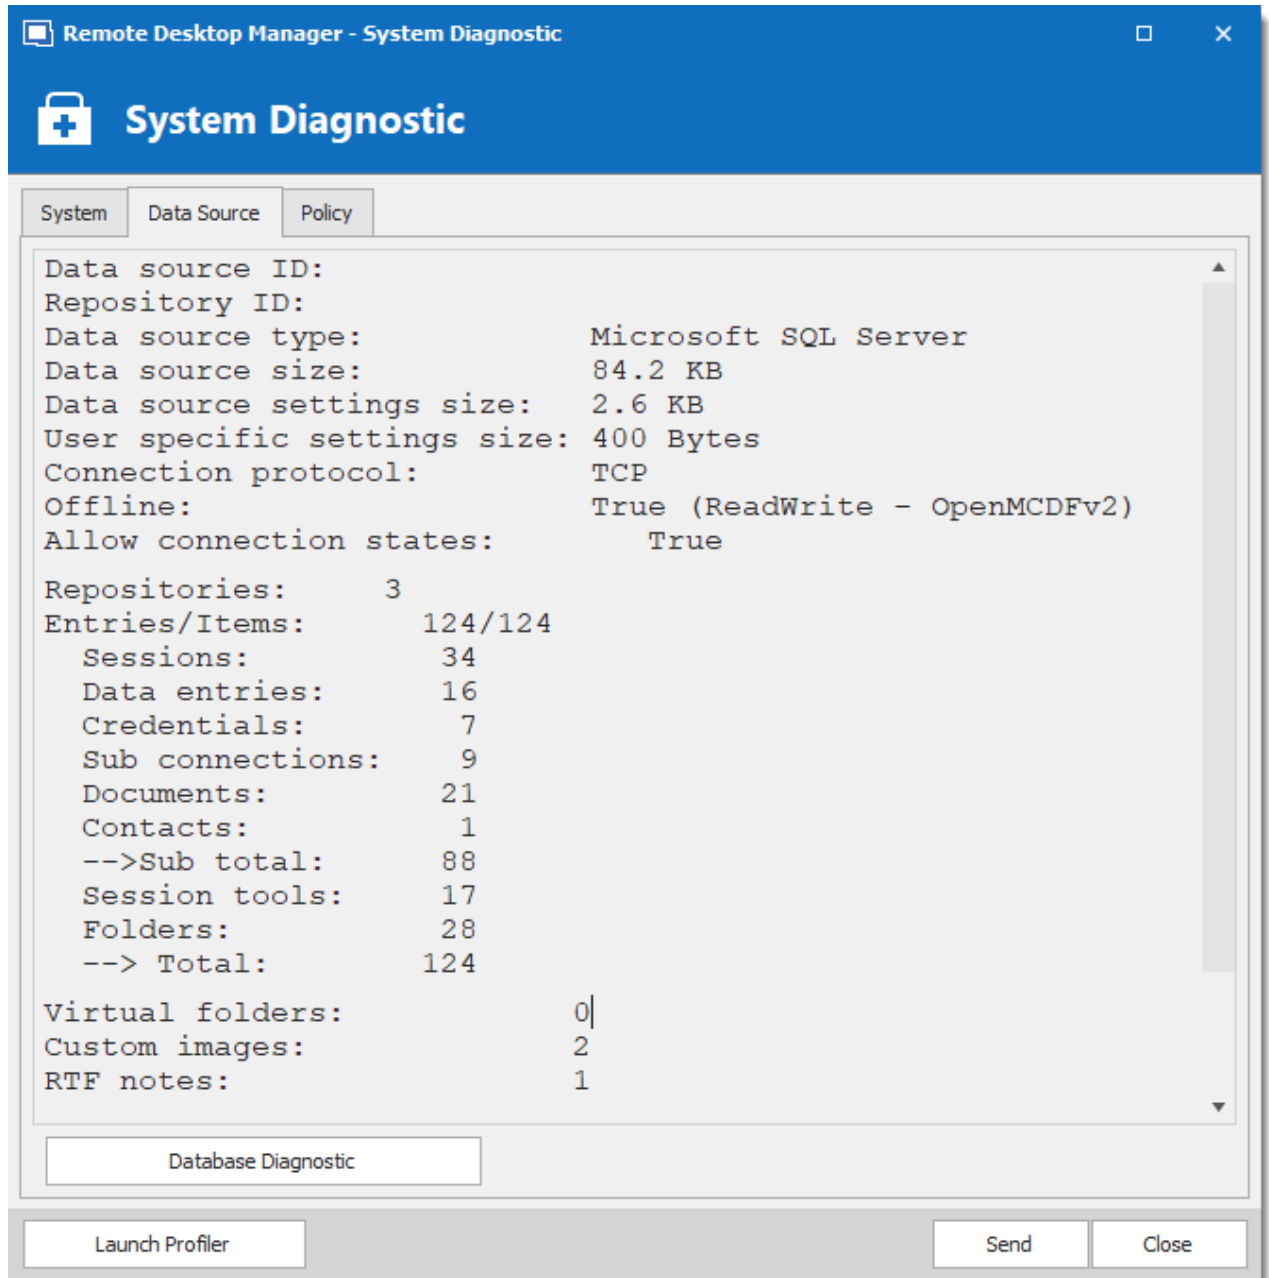 Remote Desktop Manager - System Diagnostic
System Diagnostic
System Data Source Policy
Data source ID:
Repository ID:
Data source type: Microsoft SQL Server
Data source size: 84.2 KB
Data source settings size: 2.6 KB
User specific settings size: 400 Bytes
Connection protocol: TCP
Offline: True (ReadWrite - OpenMCDFv2)
Allow connection states: True
Repositories: 3
Entries/Items: 124/124
Sessions: 34
Data entries: 16
Credentials: 7
Sub connections: 9
Documents: 21
Contacts: 1
-->Sub total: 88
Session tools: 17
Folders: 28
--> Total: 124
Virtual folders: 0
Custom images: 2
RTF notes: 1
Database Diagnostic
Launch Profiler Send Close